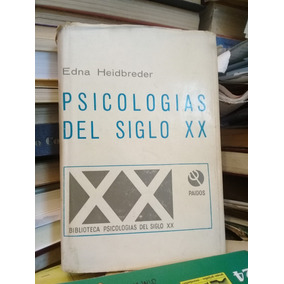 Edna Heidbreder
PSICOLOGIAS
DEL SIGLO XX
XX
PAIDOS
BIBLIOTECA PSICOLOGIAS DEL SIGLO XX